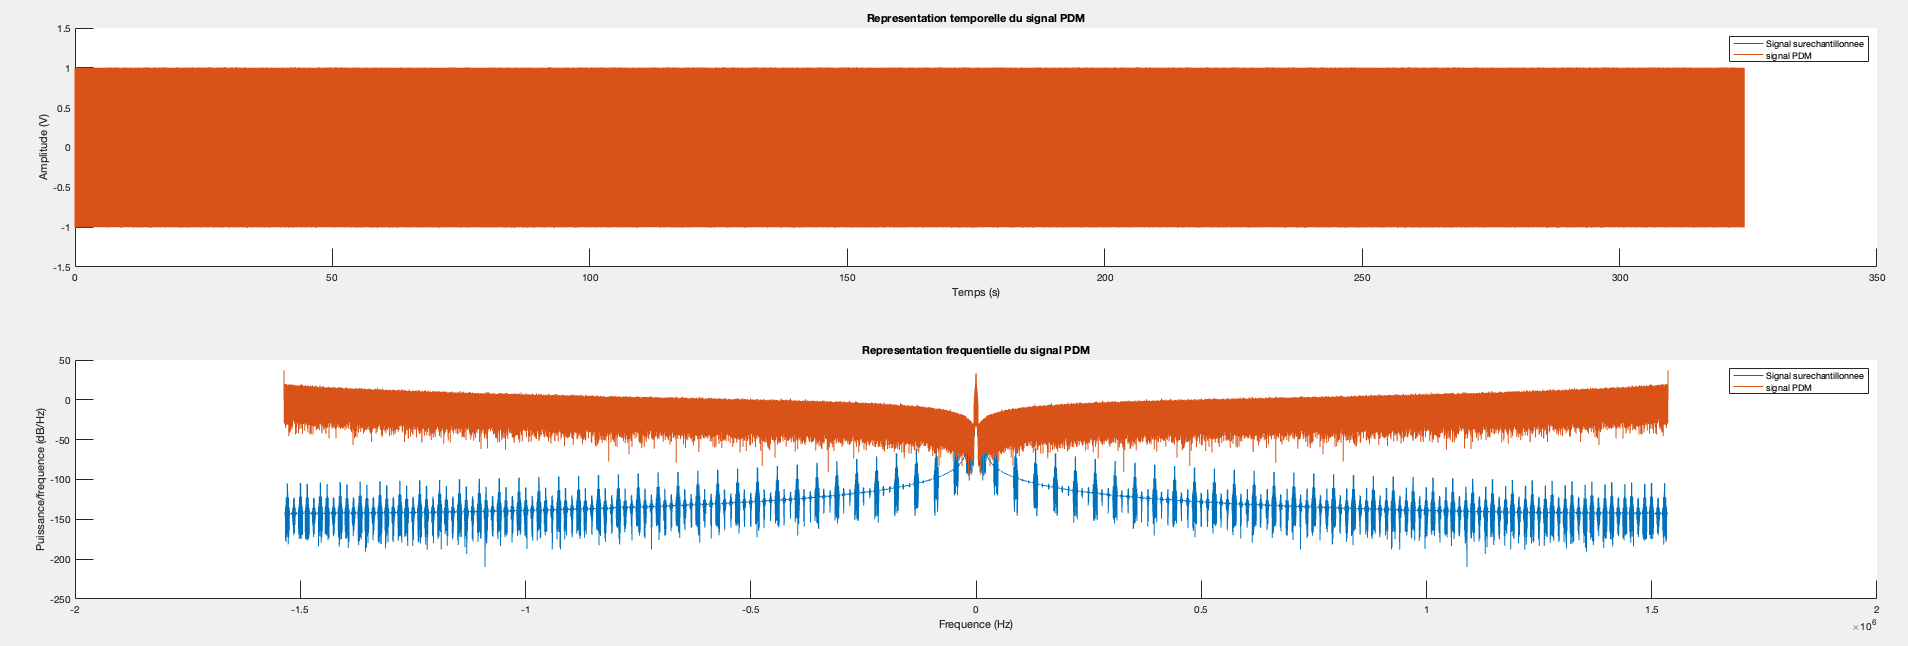 Representation temporelle du signal PDM
1.5
1
0.5
0
-0.5
-1
-1.5
Amplitude (V)
Signal surechantillonnee
signal PDM
0 50 100 150 200 250 300 350
Temps (s)
Representation frequentielle du signal PDM
50
0
-50
-100
-150
-200
-250
Puissance/frequence (dB/Hz)
Signal surechantillonnee
signal PDM
-2 -1.5 -1 -0.5 0 0.5 1 1.5 2
Frequence (Hz)
×10^6